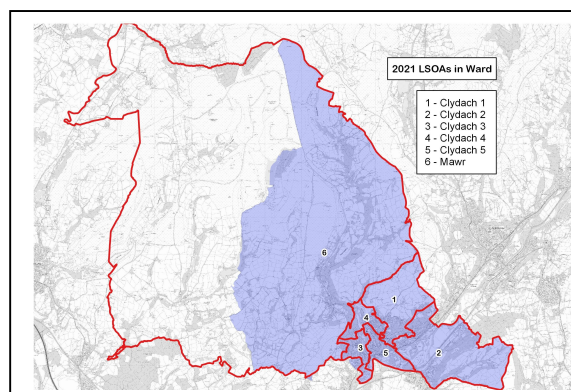 2021 LSOAs in Ward
1 - Clydach 1
2 - Clydach 2
3 - Clydach 3
4 - Clydach 4
5 - Clydach 5
6 - Mawr
6
1
4
3
5
2